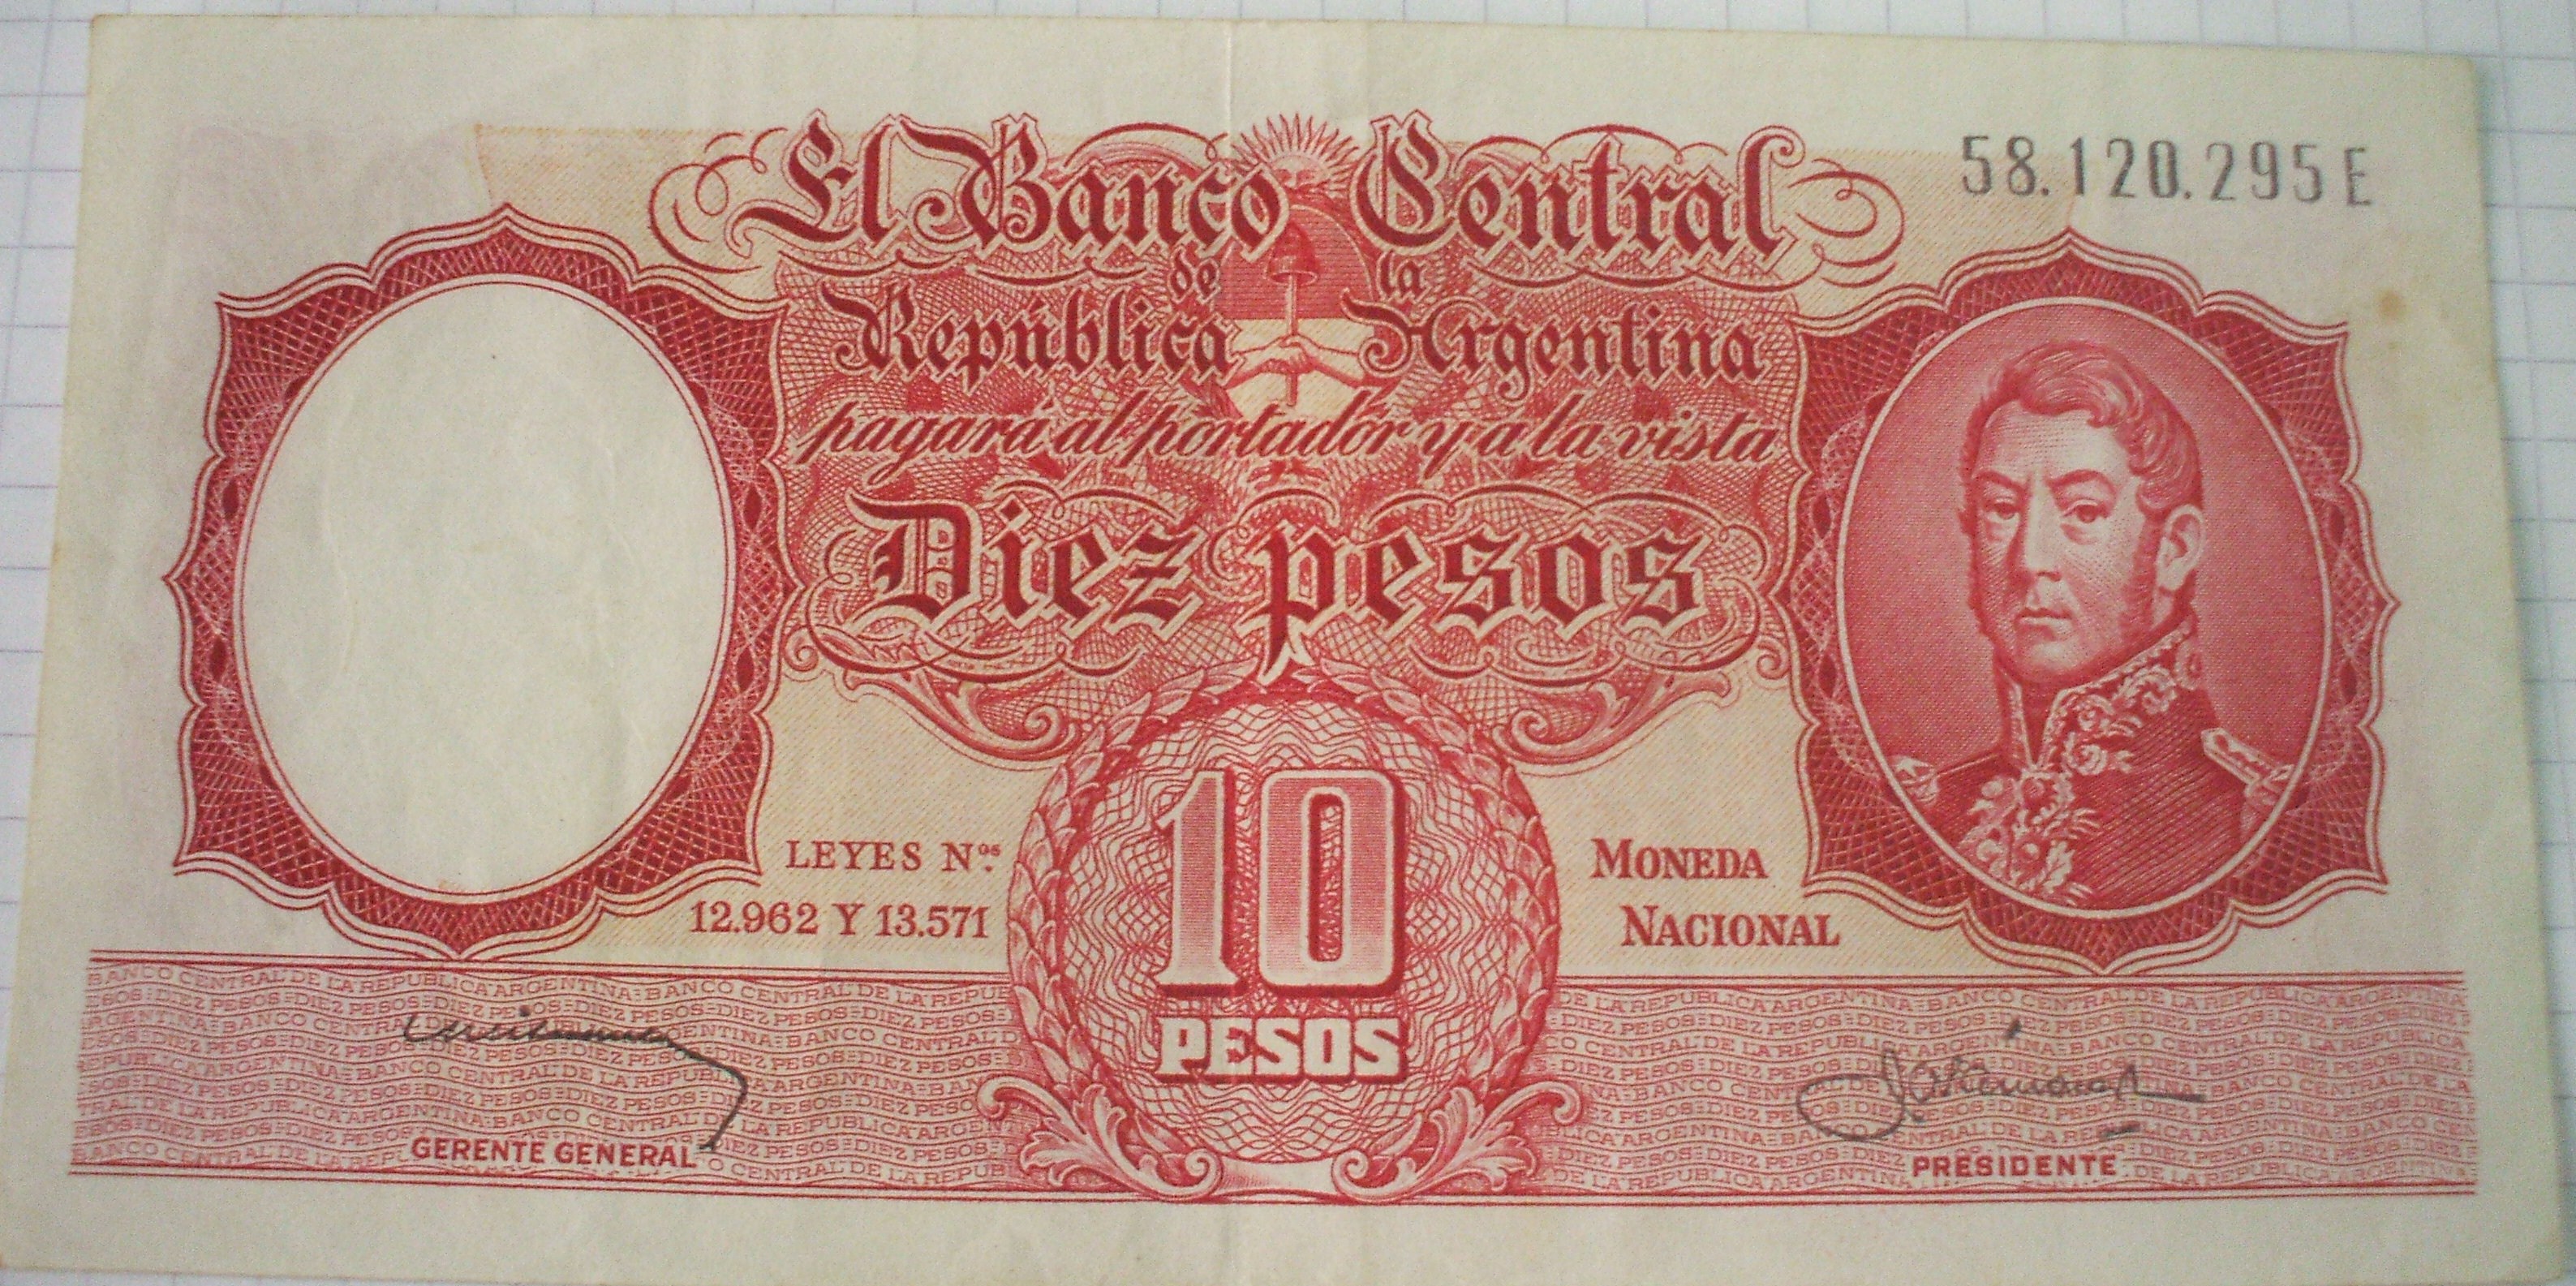 El Banco Central
58.120.295 E
de la
República Argentina
pagará al portador y a la vista
Diez pesos
LEYES Nos.
12.962 Y 13.571
10
PESOS
MONEDA
NACIONAL
GERENTE GENERAL
PRESIDENTE
BANCO CENTRAL DE LA REPUBLICA ARGENTINA
DIEZ PESOS